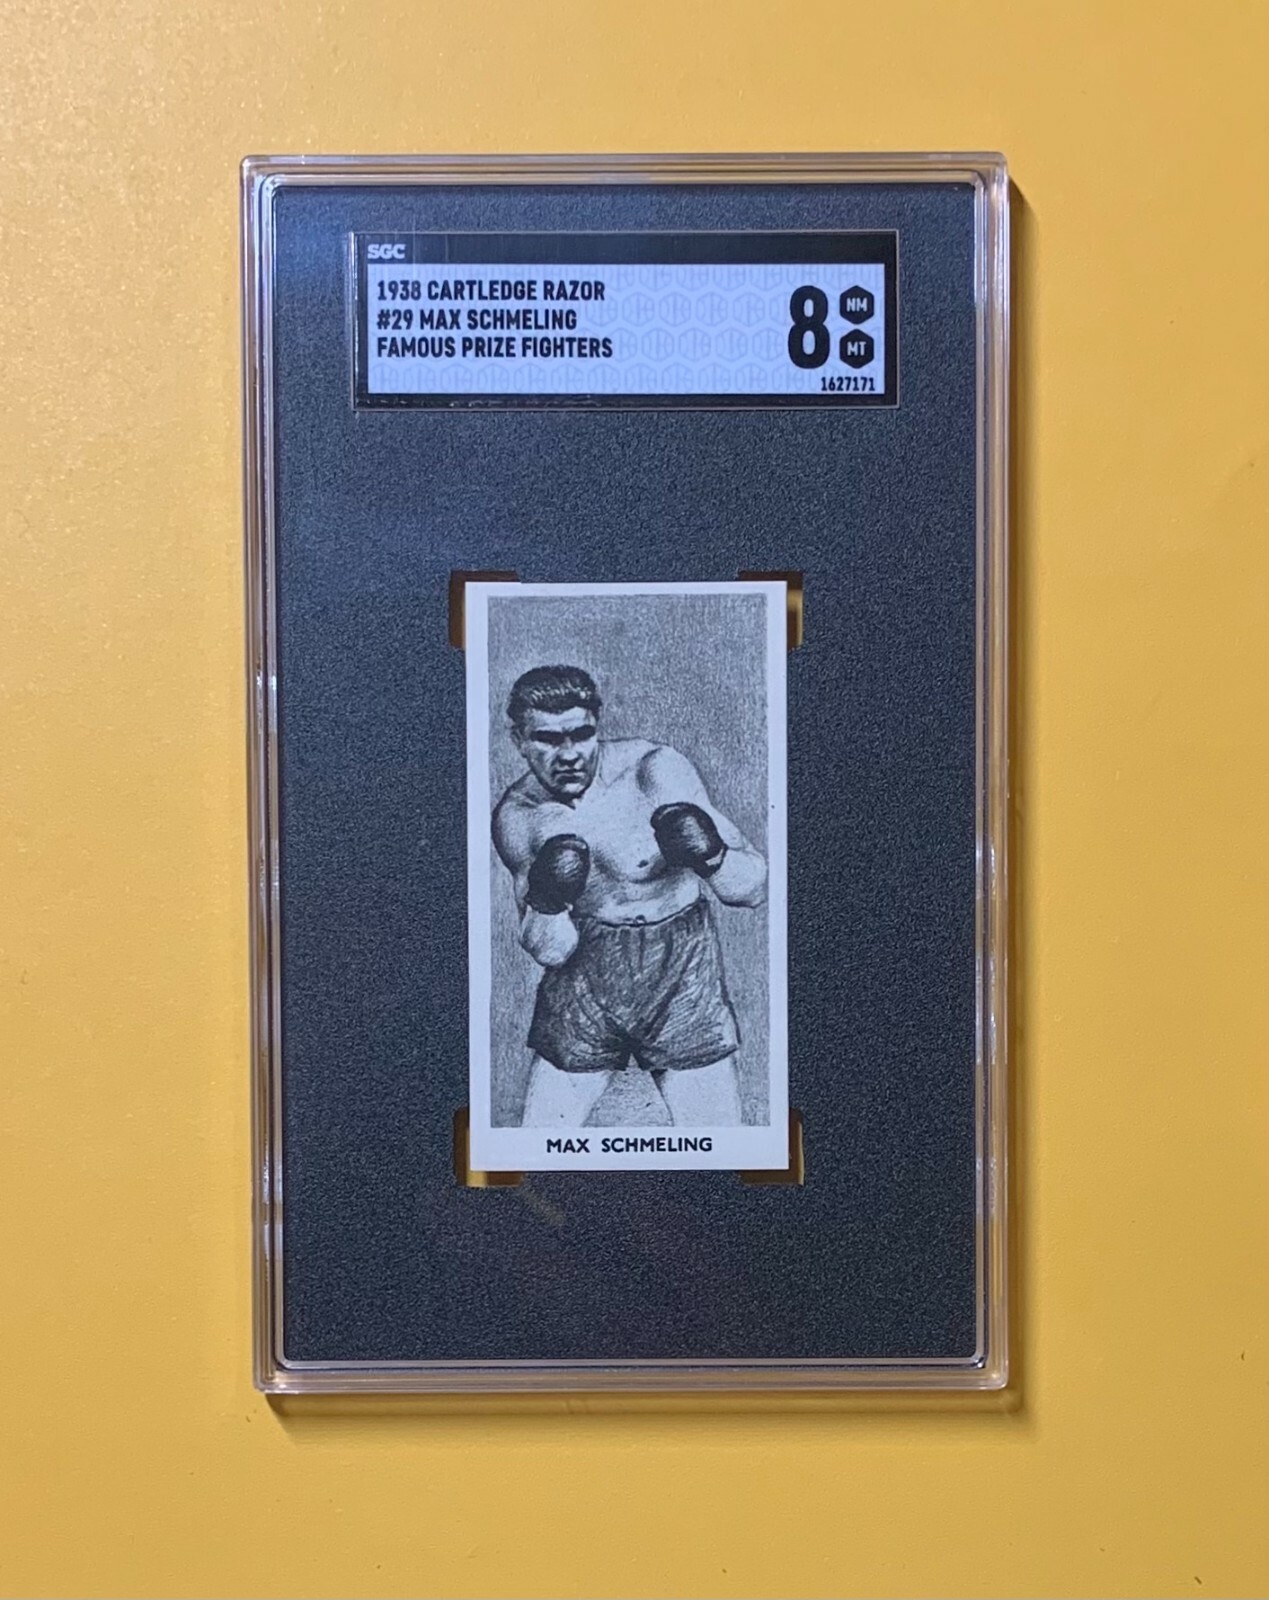 SGC
1938 CARTLEDGE RAZOR
#29 MAX SCHMELING
FAMOUS PRIZE FIGHTERS
8 NM MT
1627171
MAX SCHMELING